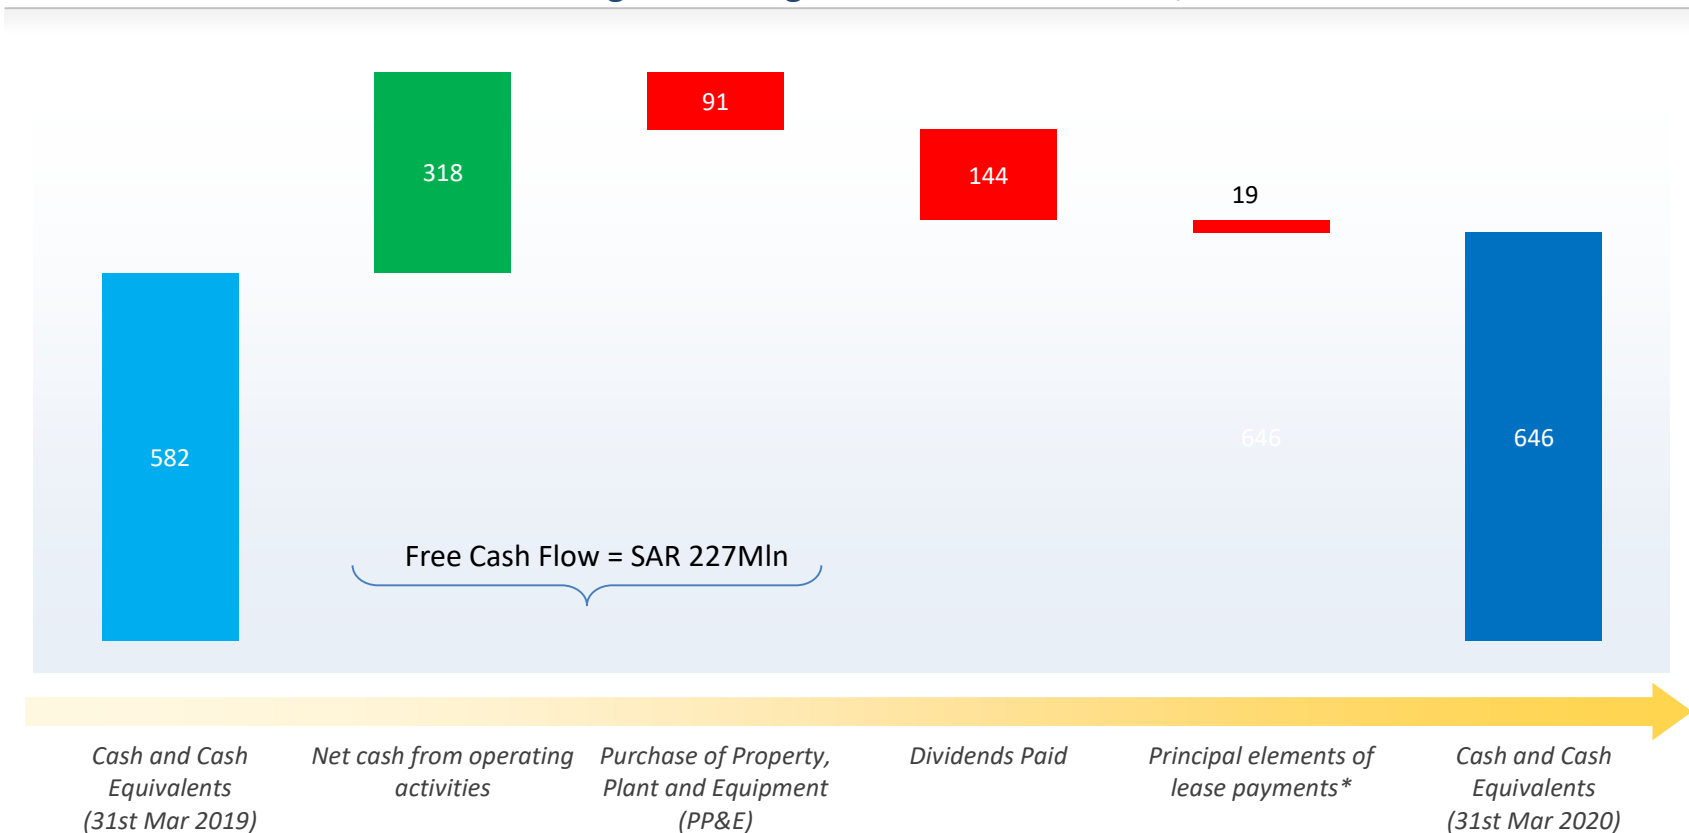 318
91
144
19
582
646
646
Free Cash Flow = SAR 227Mln
Cash and Cash
Equivalents
(31st Mar 2019)
Net cash from operating
activities
Purchase of Property,
Plant and Equipment
(PP&E)
Dividends Paid
Principal elements of
lease payments*
Cash and Cash
Equivalents
(31st Mar 2020)